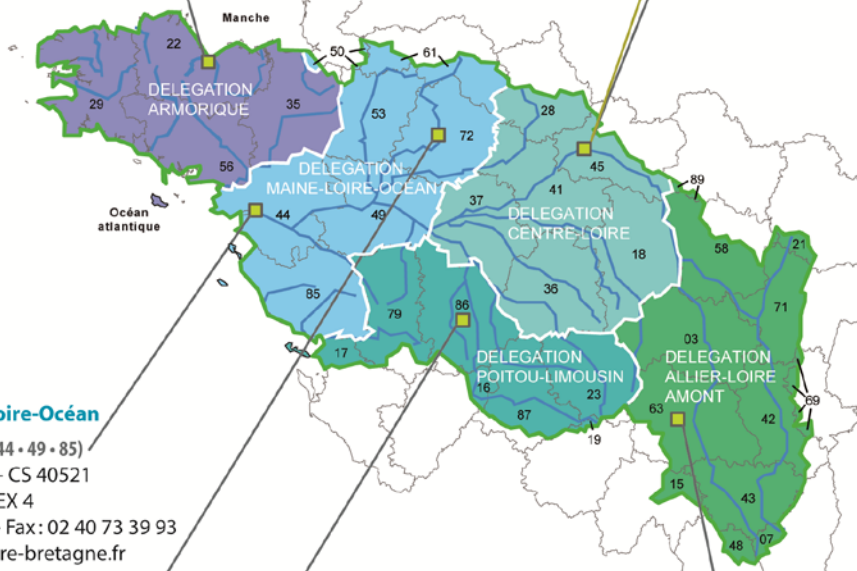 Manche
22
50
61
DELEGATION
ARMORIQUE
29
35
53
72
28
56
45
DELEGATION
MAINE-LOIRE-OCÉAN
89
37
41
Océan
atlantique
44
49
DELEGATION
CENTRE-LOIRE
18
58
21
85
36
71
79
86
03
17
DELEGATION
POITOU-LIMOUSIN
DELEGATION
ALLIER-LOIRE
AMONT
16
23
63
69
87
42
19
oire-Océan
44 • 49 • 85)
- CS 40521
EX 4
Fax : 02 40 73 39 93
re-bretagne.fr
15
43
48
07